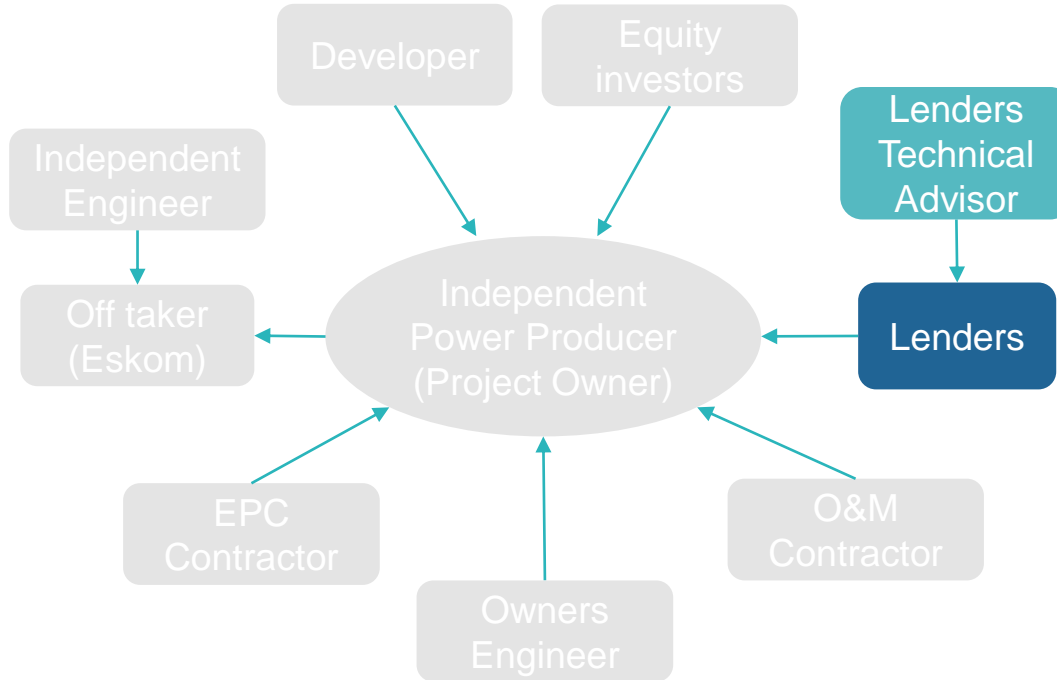 Developer
Equity
investors
Lenders
Technical
Advisor
Independent
Engineer
Off taker
(Eskom)
Independent
Power Producer
(Project Owner)
Lenders
EPC
Contractor
O&M
Contractor
Owners
Engineer